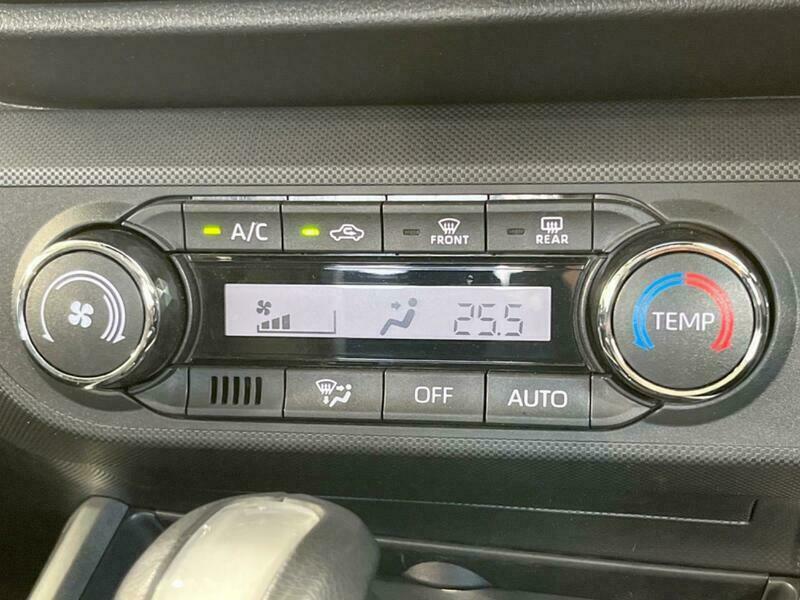 A/C
FRONT
REAR
25.5
TEMP
OFF
AUTO